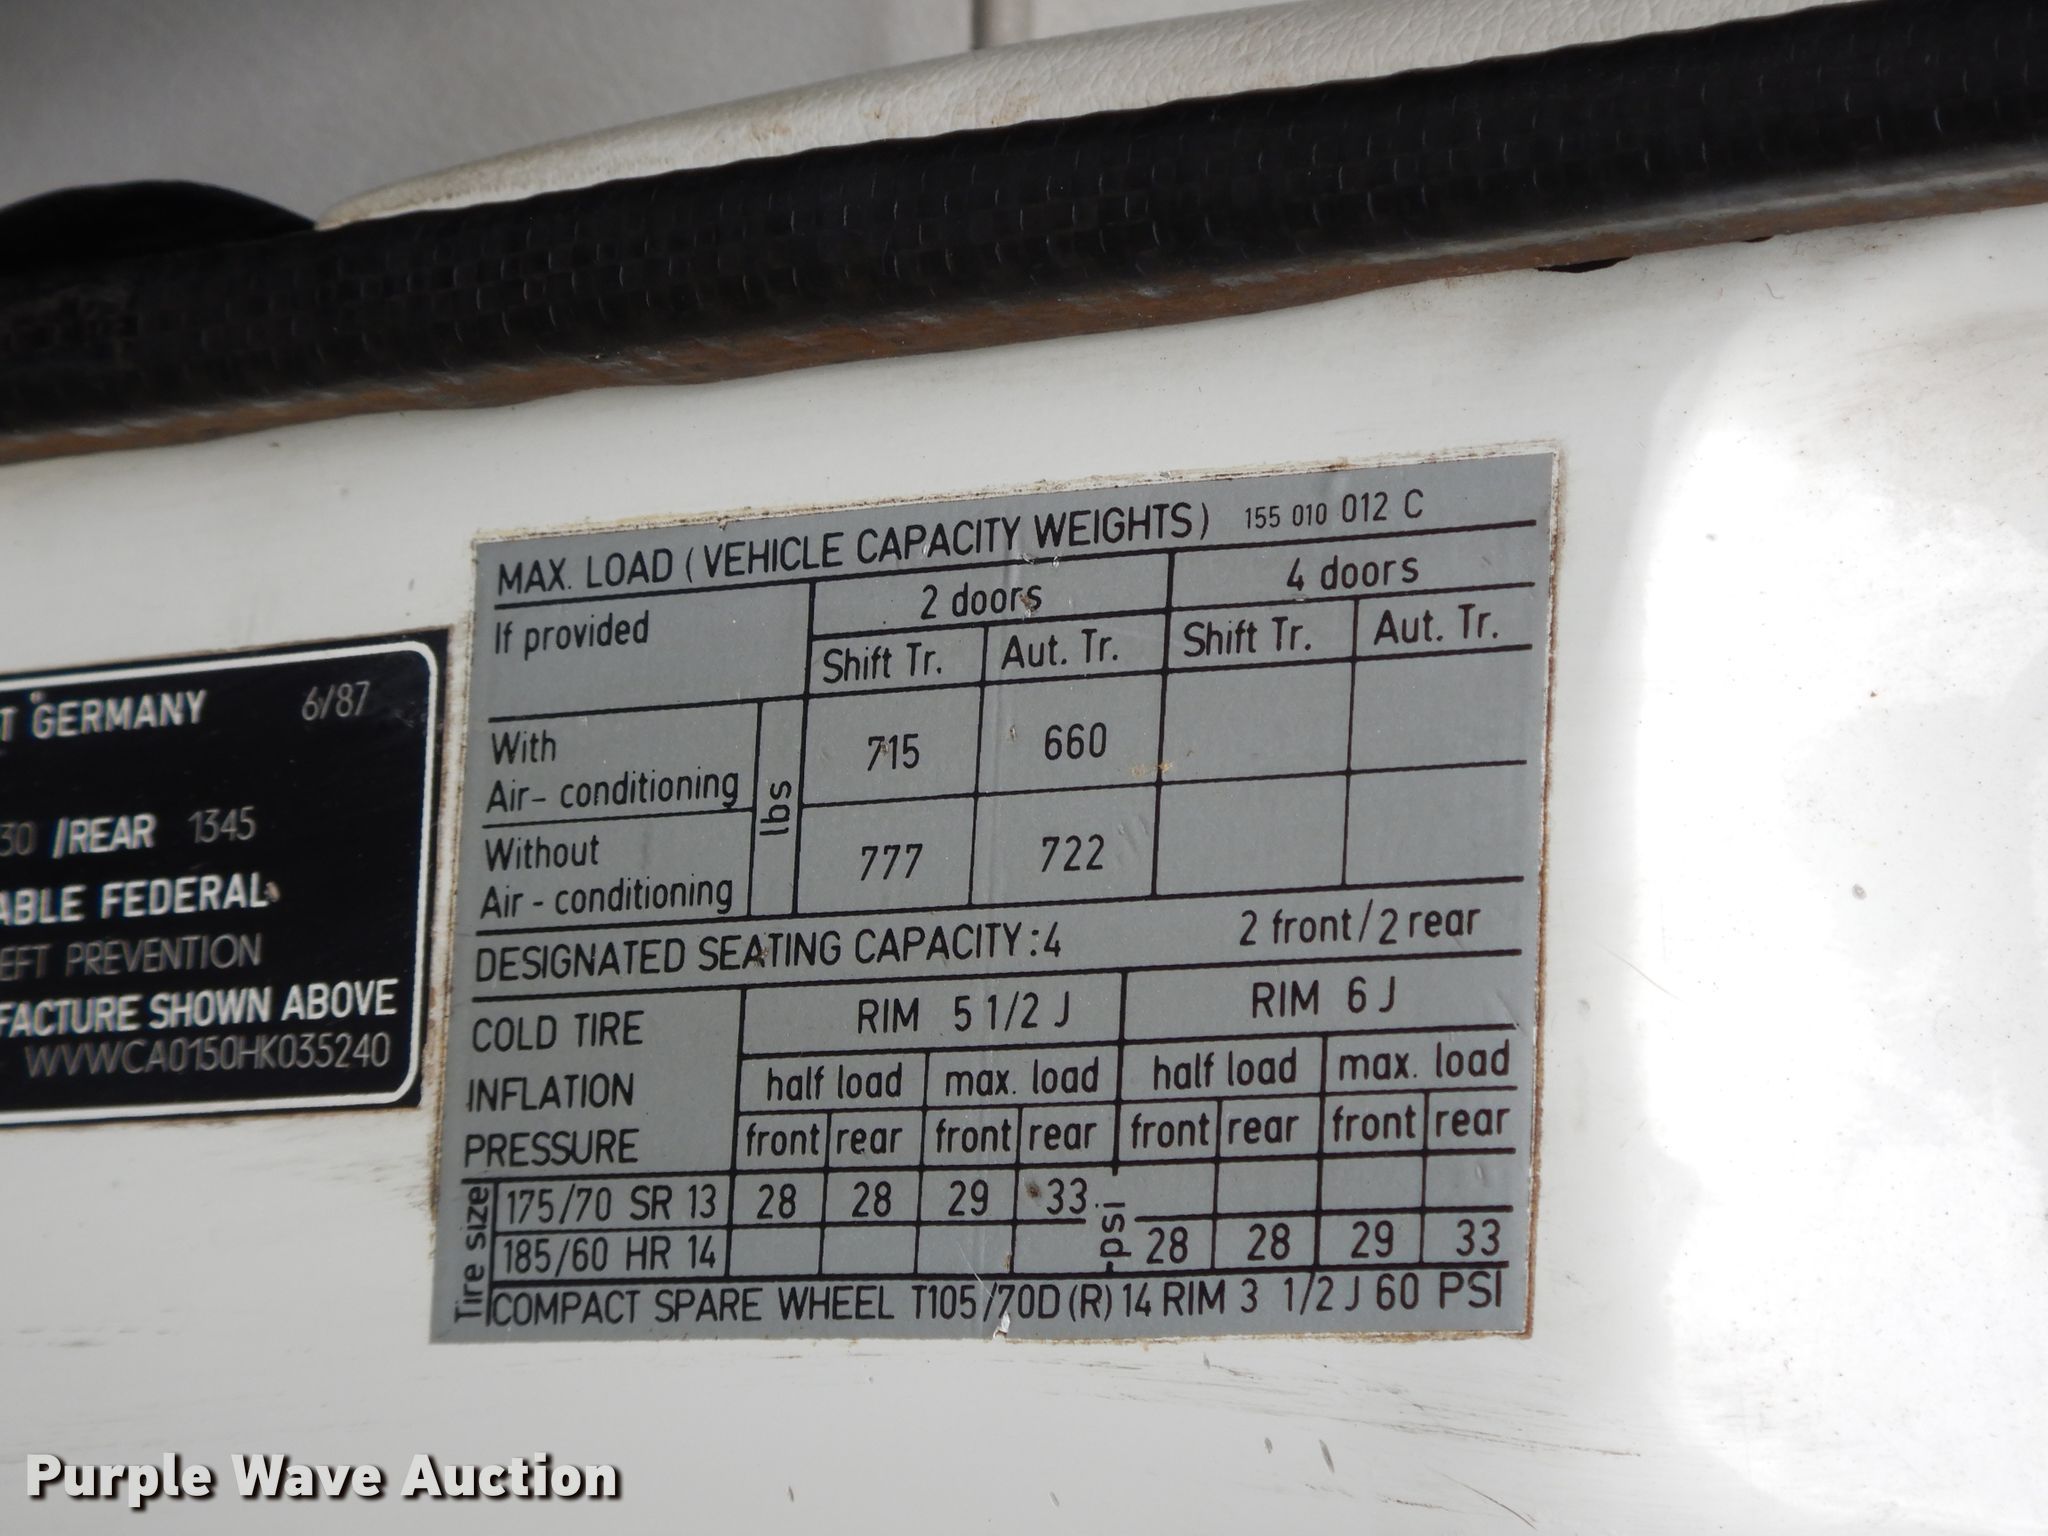 T GERMANY 6/87
30 /REAR 1345
ABLE FEDERAL
EFT PREVENTION
FACTURE SHOWN ABOVE
WVWCA0150HK035240
MAX. LOAD (VEHICLE CAPACITY WEIGHTS) 155 010 012 C
If provided 2 doors 4 doors
Shift Tr. Aut. Tr. Shift Tr. Aut. Tr.
With
Air-conditioning lbs 715 660
Without
Air-conditioning 777 722
DESIGNATED SEATING CAPACITY:4 2 front/2 rear
COLD TIRE RIM 5 1/2 J RIM 6 J
INFLATION half load max. load half load max. load
PRESSURE front rear front rear front rear front rear
Tire size 175/70 SR 13 28 28 29 33 psi
185/60 HR 14 28 28 29 33
COMPACT SPARE WHEEL T105/70D(R)14 RIM 3 1/2 J 60 PSI
Purple Wave Auction